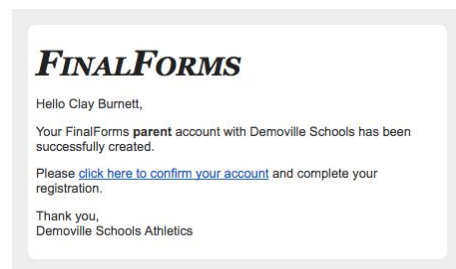 FINALFORMS
Hello Clay Burnett,
Your FinalForms parent account with Demoville Schools has been
successfully created.
Please click here to confirm your account and complete your
registration.
Thank you,
Demoville Schools Athletics